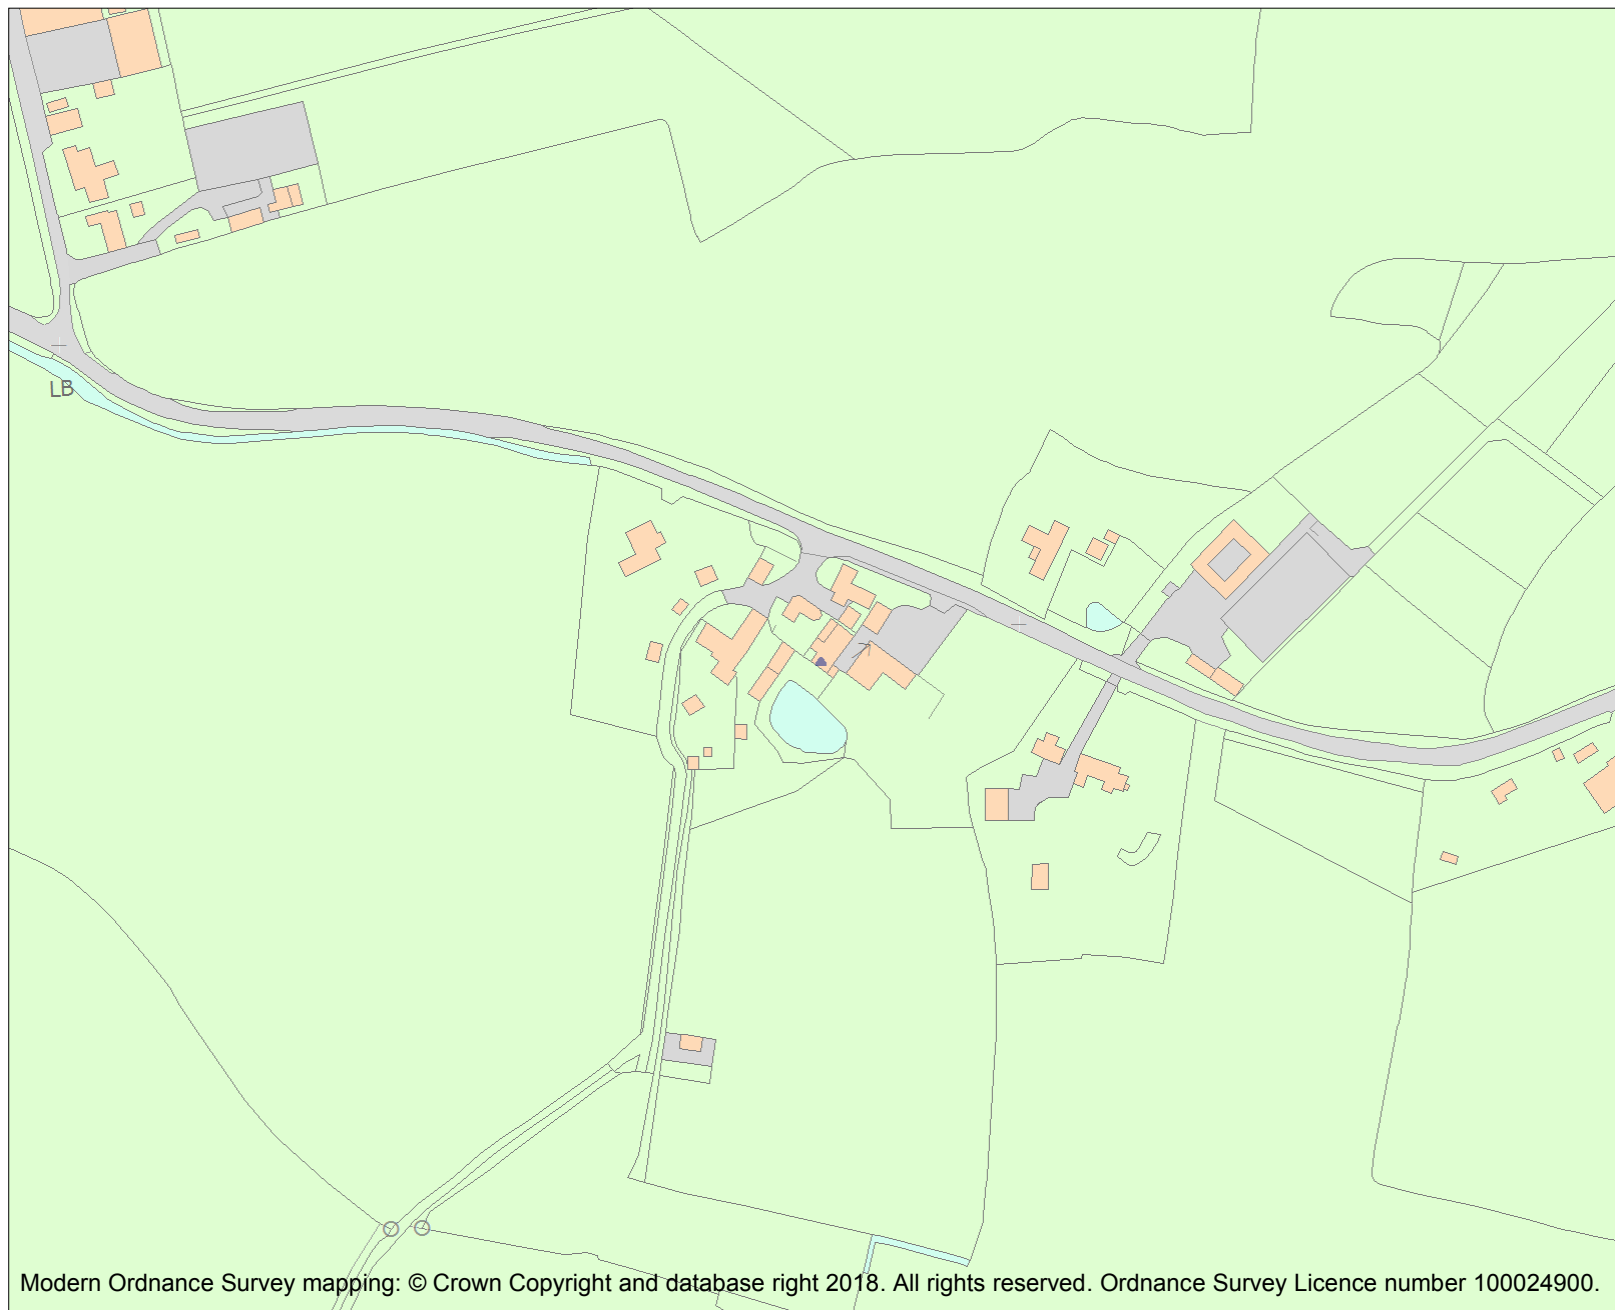 LB
Modern Ordnance Survey mapping: © Crown Copyright and database right 2018. All rights reserved. Ordnance Survey Licence number 100024900.